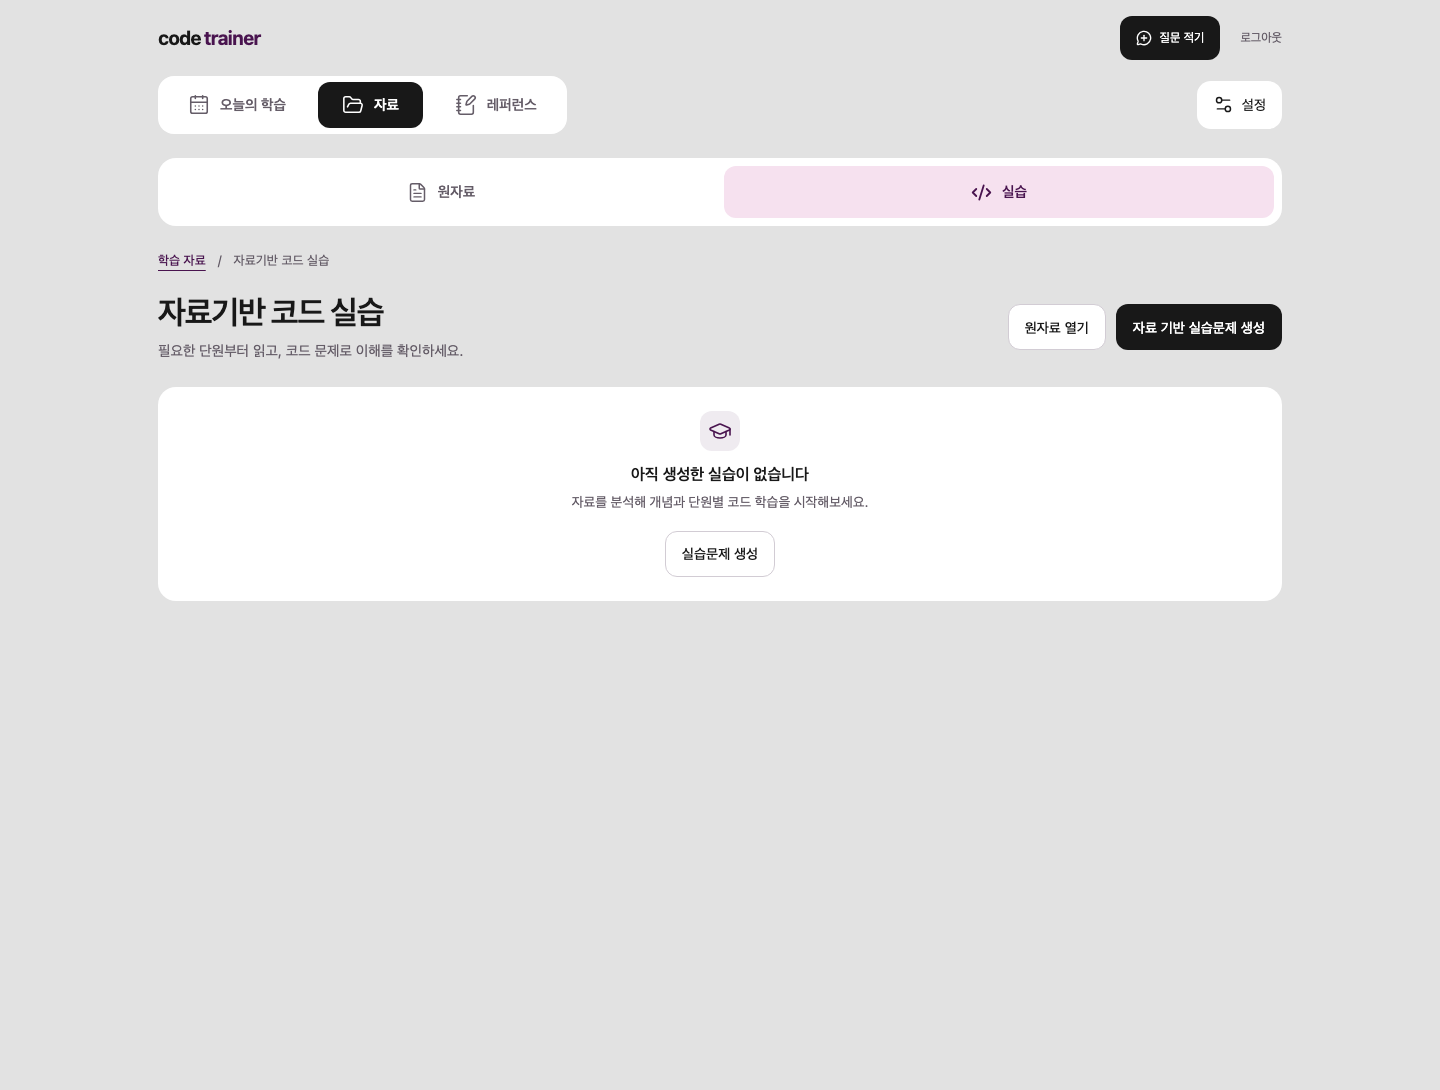 code trainer
질문 적기
로그아웃
오늘의 학습
자료
레퍼런스
설정
원자료
실습
학습 자료 / 자료기반 코드 실습
자료기반 코드 실습
필요한 단원부터 읽고, 코드 문제로 이해를 확인하세요.
원자료 열기
자료 기반 실습문제 생성
아직 생성한 실습이 없습니다
자료를 분석해 개념과 단원별 코드 학습을 시작해보세요.
실습문제 생성